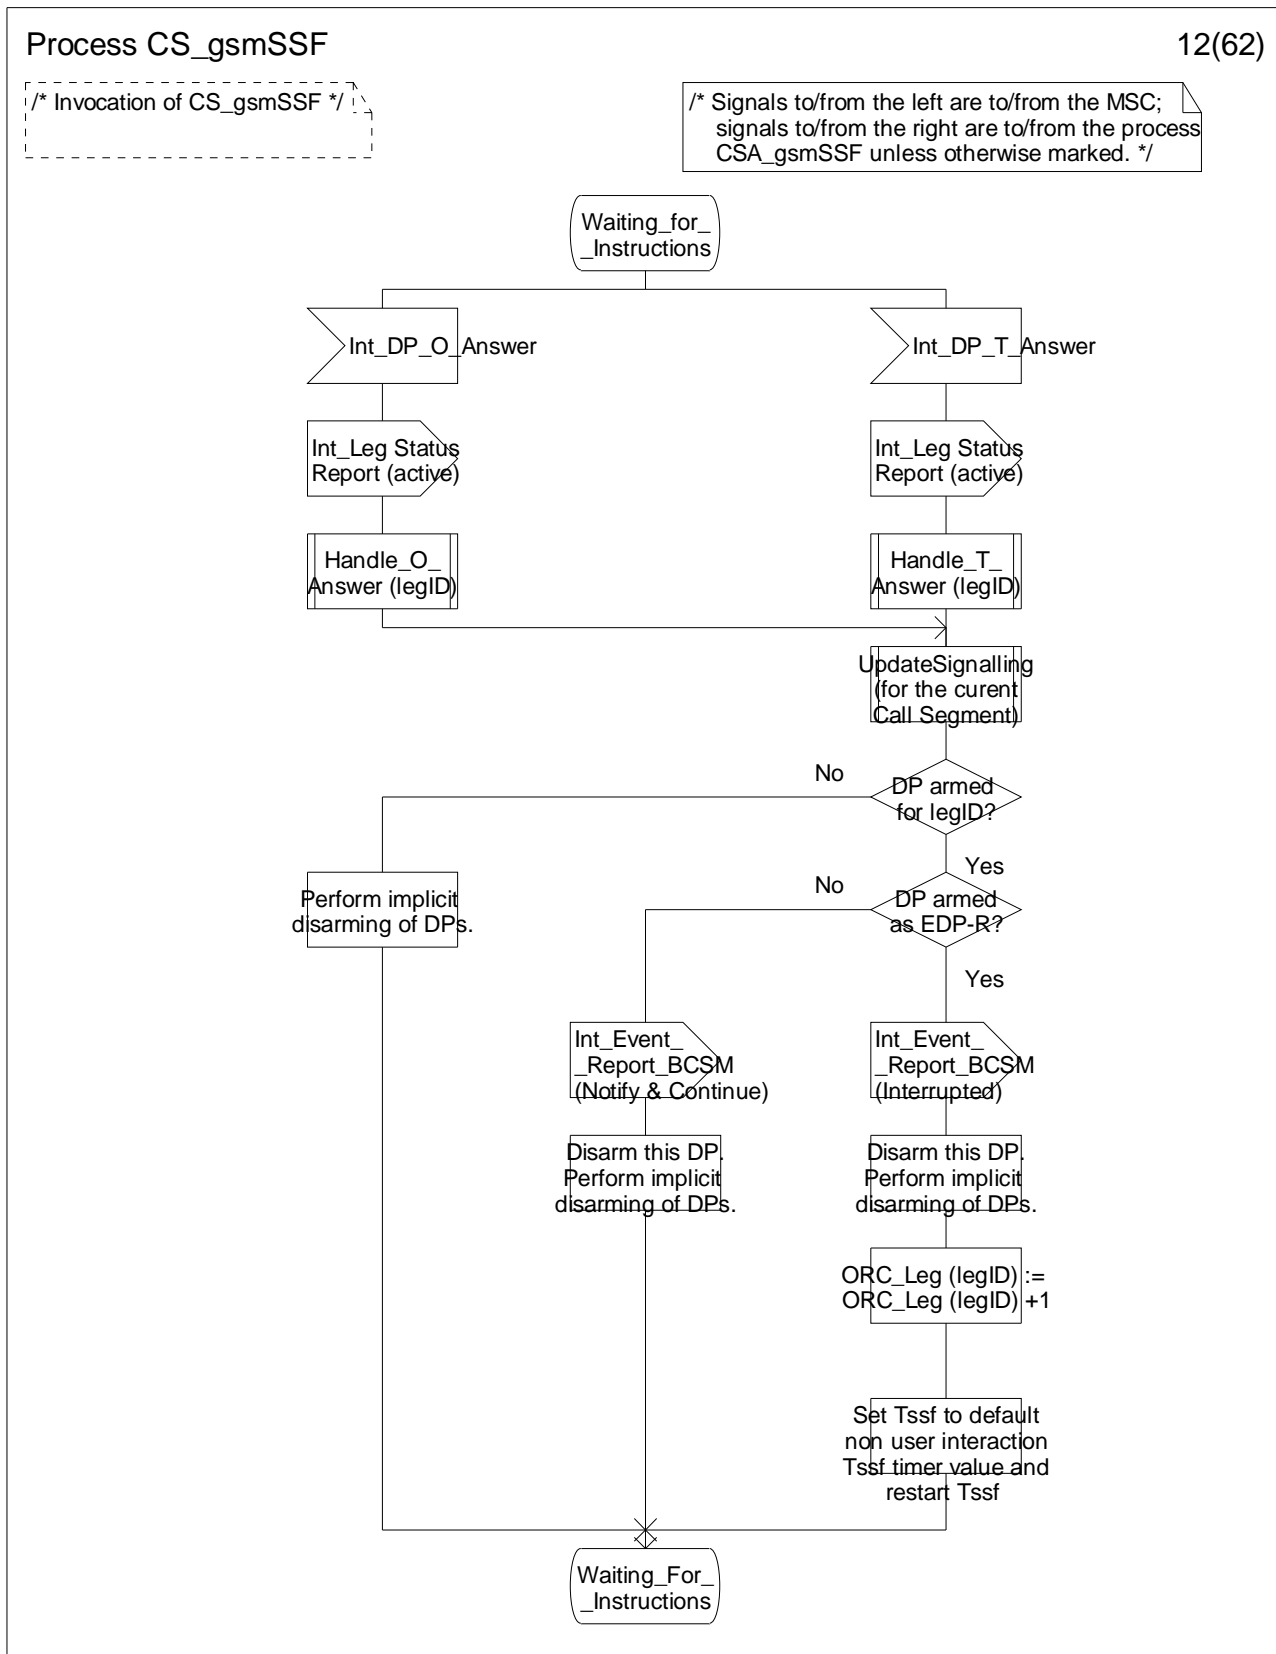 Process CS_gsmSSF
12(62)
/* Invocation of CS_gsmSSF */
/* Signals to/from the left are to/from the MSC;
signals to/from the right are to/from the process
CSA_gsmSSF unless otherwise marked. */
Waiting_for_
_Instructions
Int_DP_O_Answer
Int_DP_T_Answer
Int_Leg Status
Report (active)
Int_Leg Status
Report (active)
Handle_O_
Answer (legID)
Handle_T_
Answer (legID)
UpdateSignalling
(for the curent
Call Segment)
No
DP armed
for legID?
Yes
Perform implicit
disarming of DPs.
No
DP armed
as EDP-R?
Yes
Int_Event_
_Report_BCSM
(Notify & Continue)
Int_Event_
_Report_BCSM
(Interrupted)
Disarm this DP.
Perform implicit
disarming of DPs.
Disarm this DP.
Perform implicit
disarming of DPs.
ORC_Leg (legID) :=
ORC_Leg (legID) +1
Set Tssf to default
non user interaction
Tssf timer value and
restart Tssf
Waiting_For_
_Instructions